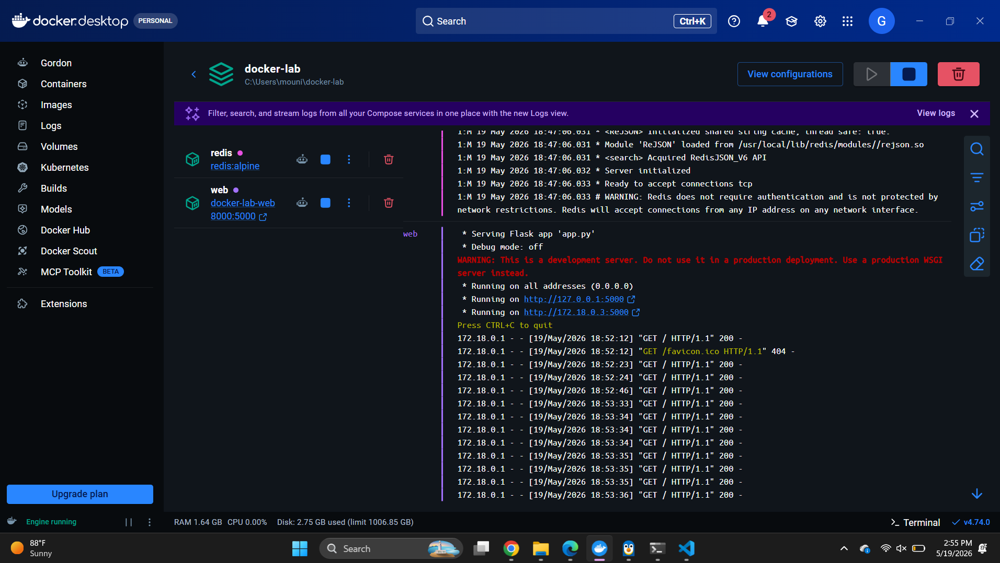 docker.desktop
PERSONAL
Search
Ctrl+K
2
G
Gordon
Containers
Images
Logs
Volumes
Kubernetes
Builds
Models
Docker Hub
Docker Scout
MCP Toolkit BETA
Extensions
Upgrade plan
Engine running
docker-lab
C:\Users\mouni\docker-lab
View configurations
Filter, search, and stream logs from all your Compose services in one place with the new Logs view.
View logs
redis
redis:alpine
web
docker-lab-web
8000:5000
1:M 19 May 2026 18:47:06.031 * <ReJSON> Initialized shared string cache, thread safe: true.
1:M 19 May 2026 18:47:06.031 * Module 'ReJSON' loaded from /usr/local/lib/redis/modules//rejson.so
1:M 19 May 2026 18:47:06.031 * <search> Acquired RedisJSON_V6 API
1:M 19 May 2026 18:47:06.032 * Server initialized
1:M 19 May 2026 18:47:06.033 * Ready to accept connections tcp
1:M 19 May 2026 18:47:06.033 # WARNING: Redis does not require authentication and is not protected by
network restrictions. Redis will accept connections from any IP address on any network interface.
web
* Serving Flask app 'app.py'
* Debug mode: off
WARNING: This is a development server. Do not use it in a production deployment. Use a production WSGI
server instead.
* Running on all addresses (0.0.0.0)
* Running on http://127.0.0.1:5000
* Running on http://172.18.0.3:5000
Press CTRL+C to quit
172.18.0.1 - - [19/May/2026 18:52:12] "GET / HTTP/1.1" 200 -
172.18.0.1 - - [19/May/2026 18:52:12] "GET /favicon.ico HTTP/1.1" 404 -
172.18.0.1 - - [19/May/2026 18:52:23] "GET / HTTP/1.1" 200 -
172.18.0.1 - - [19/May/2026 18:52:24] "GET / HTTP/1.1" 200 -
172.18.0.1 - - [19/May/2026 18:52:46] "GET / HTTP/1.1" 200 -
172.18.0.1 - - [19/May/2026 18:53:33] "GET / HTTP/1.1" 200 -
172.18.0.1 - - [19/May/2026 18:53:34] "GET / HTTP/1.1" 200 -
172.18.0.1 - - [19/May/2026 18:53:34] "GET / HTTP/1.1" 200 -
172.18.0.1 - - [19/May/2026 18:53:34] "GET / HTTP/1.1" 200 -
172.18.0.1 - - [19/May/2026 18:53:35] "GET / HTTP/1.1" 200 -
172.18.0.1 - - [19/May/2026 18:53:35] "GET / HTTP/1.1" 200 -
172.18.0.1 - - [19/May/2026 18:53:35] "GET / HTTP/1.1" 200 -
172.18.0.1 - - [19/May/2026 18:53:36] "GET / HTTP/1.1" 200 -
RAM 1.64 GB CPU 0.00% Disk: 2.75 GB used (limit 1006.85 GB)
Terminal
v4.74.0
88°F
Sunny
Search
2:55 PM
5/19/2026